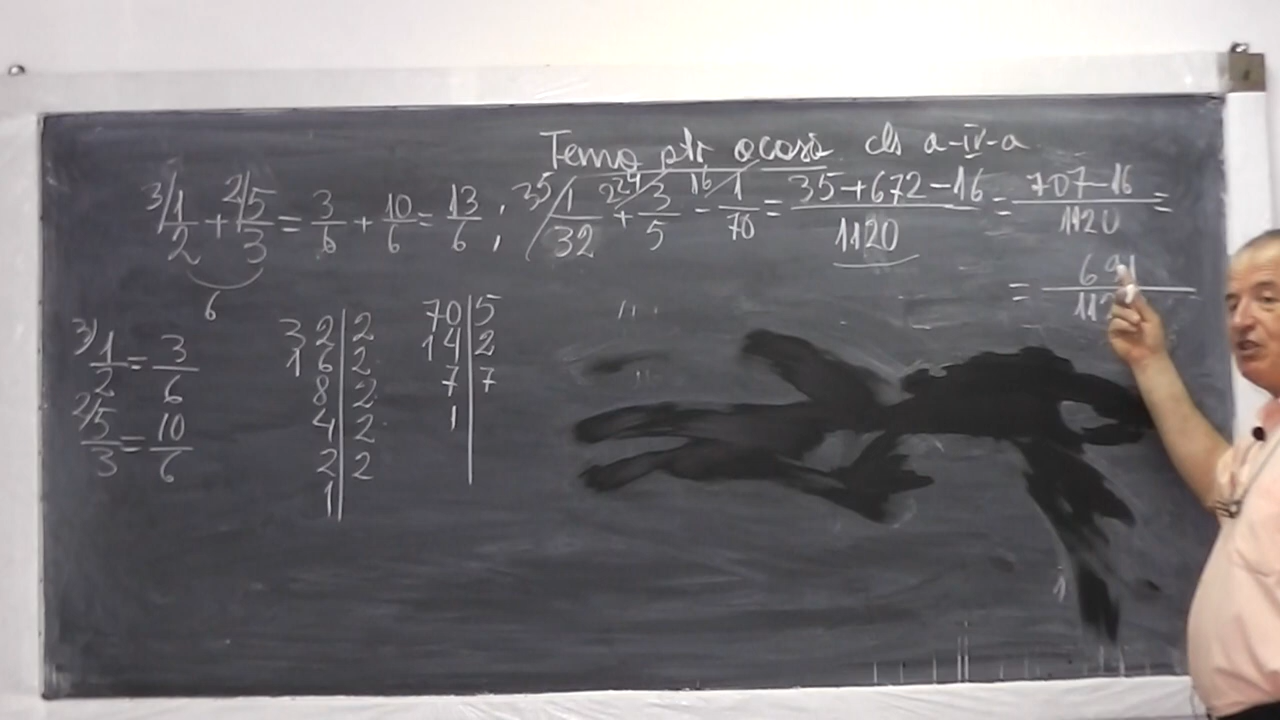 Tema ptr acasă cls a-IV-a
3/1/2 + 2/5/3 = 3/6 + 10/6 = 13/6 ; 35/1/32 + 224/3/5 - 16/1/70 = 35+672-16/1120 = 707-16/1120 =
6
= 691/112
3/1/2 = 3/6
2/5/3 = 10/6
32 | 2
16 | 2
8 | 2
4 | 2
2 | 2
1 |
70 | 5
14 | 2
7 | 7
1 |